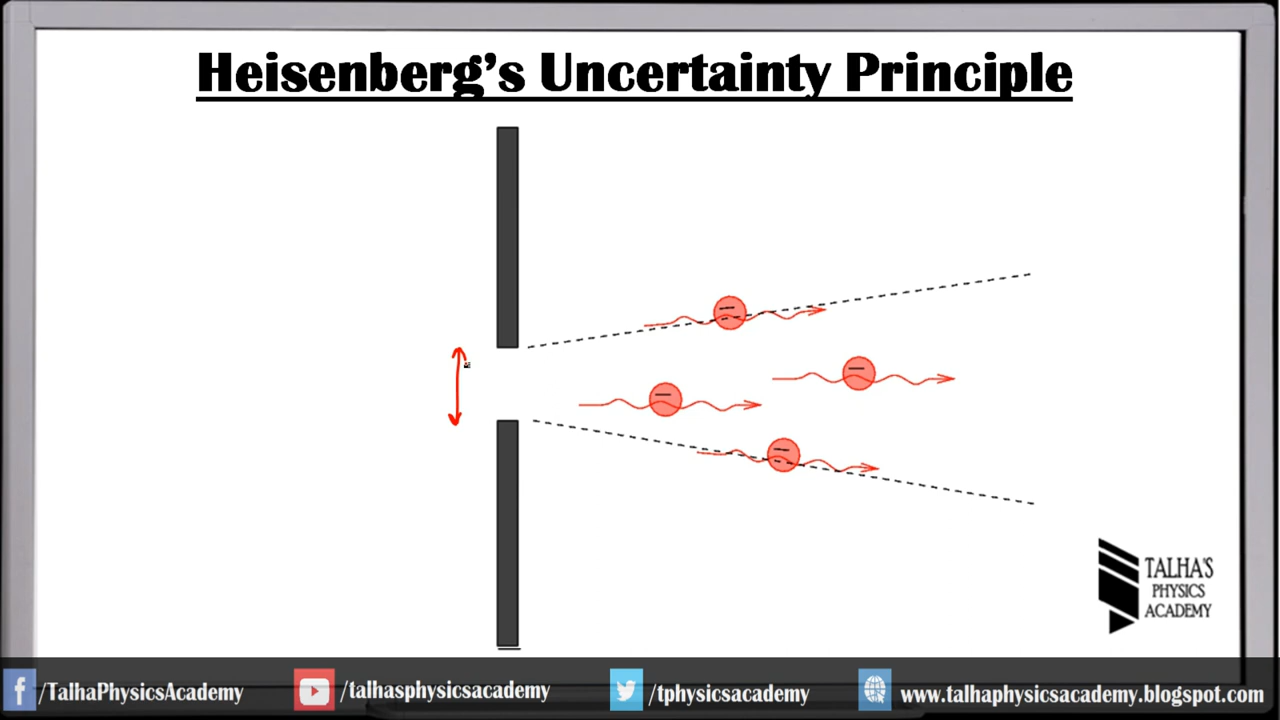 Heisenberg's Uncertainty Principle
TALHA'S
PHYSICS
ACADEMY
/TalhaPhysicsAcademy
/talhasphysicsacademy
/tphysicsacademy
www.talhaphysicsacademy.blogspot.com